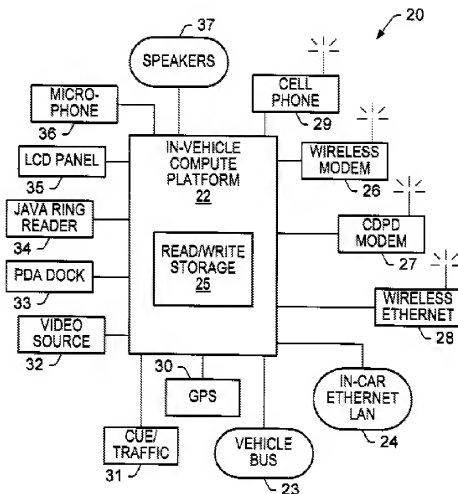 37
20
SPEAKERS
CELL
PHONE
29
MICRO-
PHONE
36
IN-VEHICLE
COMPUTE
PLATFORM
22
WIRELESS
MODEM
26
LCD PANEL
35
JAVA RING
READER
34
READ/WRITE
STORAGE
25
CDPD
MODEM
27
PDA DOCK
33
WIRELESS
ETHERNET
28
VIDEO
SOURCE
32
30
GPS
IN-CAR
ETHERNET
LAN
24
CUE/
TRAFFIC
31
VEHICLE
BUS
23